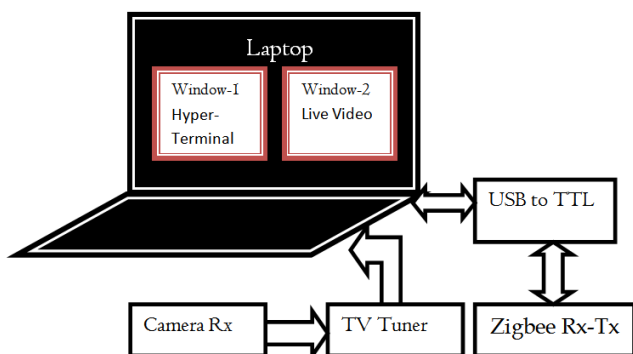 Laptop
Window-1
Hyper-
Terminal
Window-2
Live Video
USB to TTL
Camera Rx
TV Tuner
Zigbee Rx-Tx